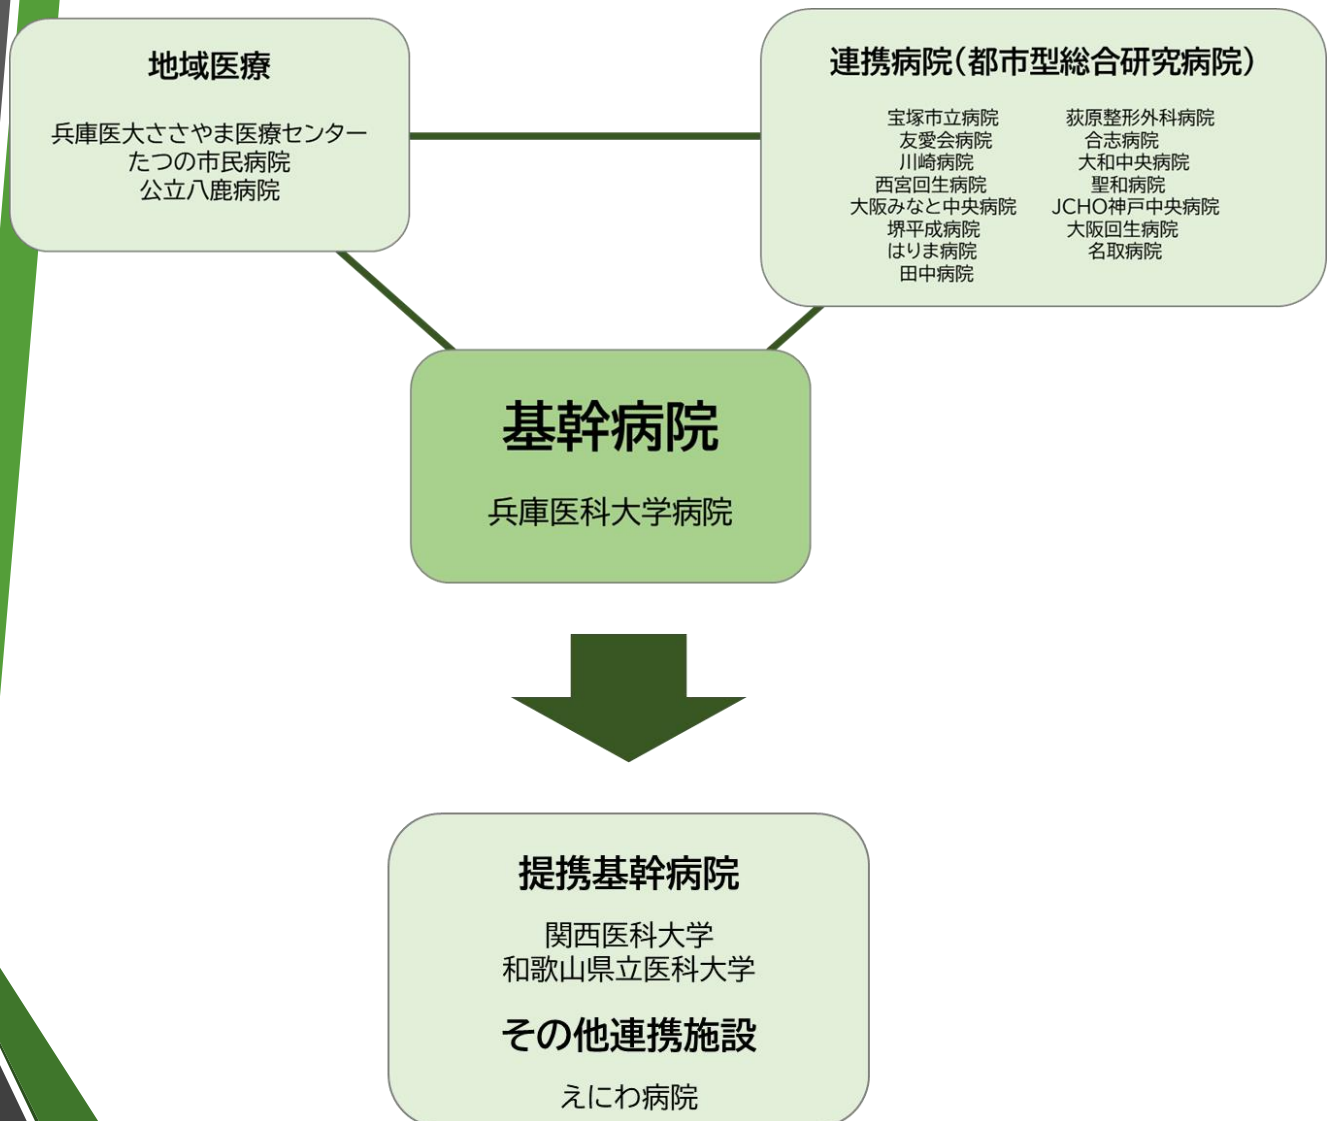 地域医療
兵庫医大ささやま医療センター
たつの市民病院
公立八鹿病院
連携病院（都市型総合研究病院）
宝塚市立病院 荻原整形外科病院
友愛会病院 合志病院
川崎病院 大和中央病院
西宮回生病院 聖和病院
大阪みなと中央病院 JCHO神戸中央病院
堺平成病院 大阪回生病院
はりま病院 名取病院
田中病院
基幹病院
兵庫医科大学病院
提携基幹病院
関西医科大学
和歌山県立医科大学
その他連携施設
えにわ病院